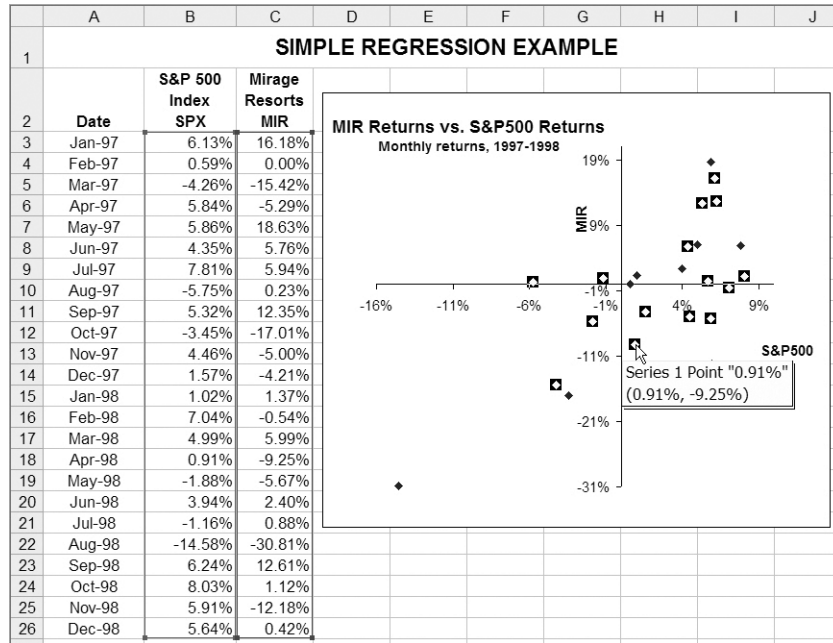 A B C D E F G H I J
1 SIMPLE REGRESSION EXAMPLE
S&P 500 Mirage
Index Resorts
2 Date SPX MIR
3 Jan-97 6.13% 16.18%
4 Feb-97 0.59% 0.00%
5 Mar-97 -4.26% -15.42%
6 Apr-97 5.84% -5.29%
7 May-97 5.86% 18.63%
8 Jun-97 4.35% 5.76%
9 Jul-97 7.81% 5.94%
10 Aug-97 -5.75% 0.23%
11 Sep-97 5.32% 12.35%
12 Oct-97 -3.45% -17.01%
13 Nov-97 4.46% -5.00%
14 Dec-97 1.57% -4.21%
15 Jan-98 1.02% 1.37%
16 Feb-98 7.04% -0.54%
17 Mar-98 4.99% 5.99%
18 Apr-98 0.91% -9.25%
19 May-98 -1.88% -5.67%
20 Jun-98 3.94% 2.40%
21 Jul-98 -1.16% 0.88%
22 Aug-98 -14.58% -30.81%
23 Sep-98 6.24% 12.61%
24 Oct-98 8.03% 1.12%
25 Nov-98 5.91% -12.18%
26 Dec-98 5.64% 0.42%
MIR Returns vs. S&P500 Returns
Monthly returns, 1997-1998
19%
MIR
9%
-1%
-16% -11% -6% -1% 4% 9%
-11%
S&P500
Series 1 Point "0.91%"
(0.91%, -9.25%)
-21%
-31%